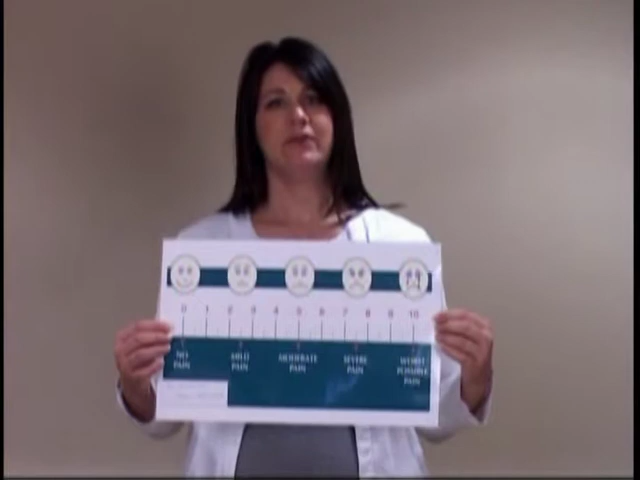 0 1 2 3 4 5 6 7 8 9 10
NO PAIN MILD PAIN MODERATE PAIN SEVERE PAIN WORST POSSIBLE PAIN